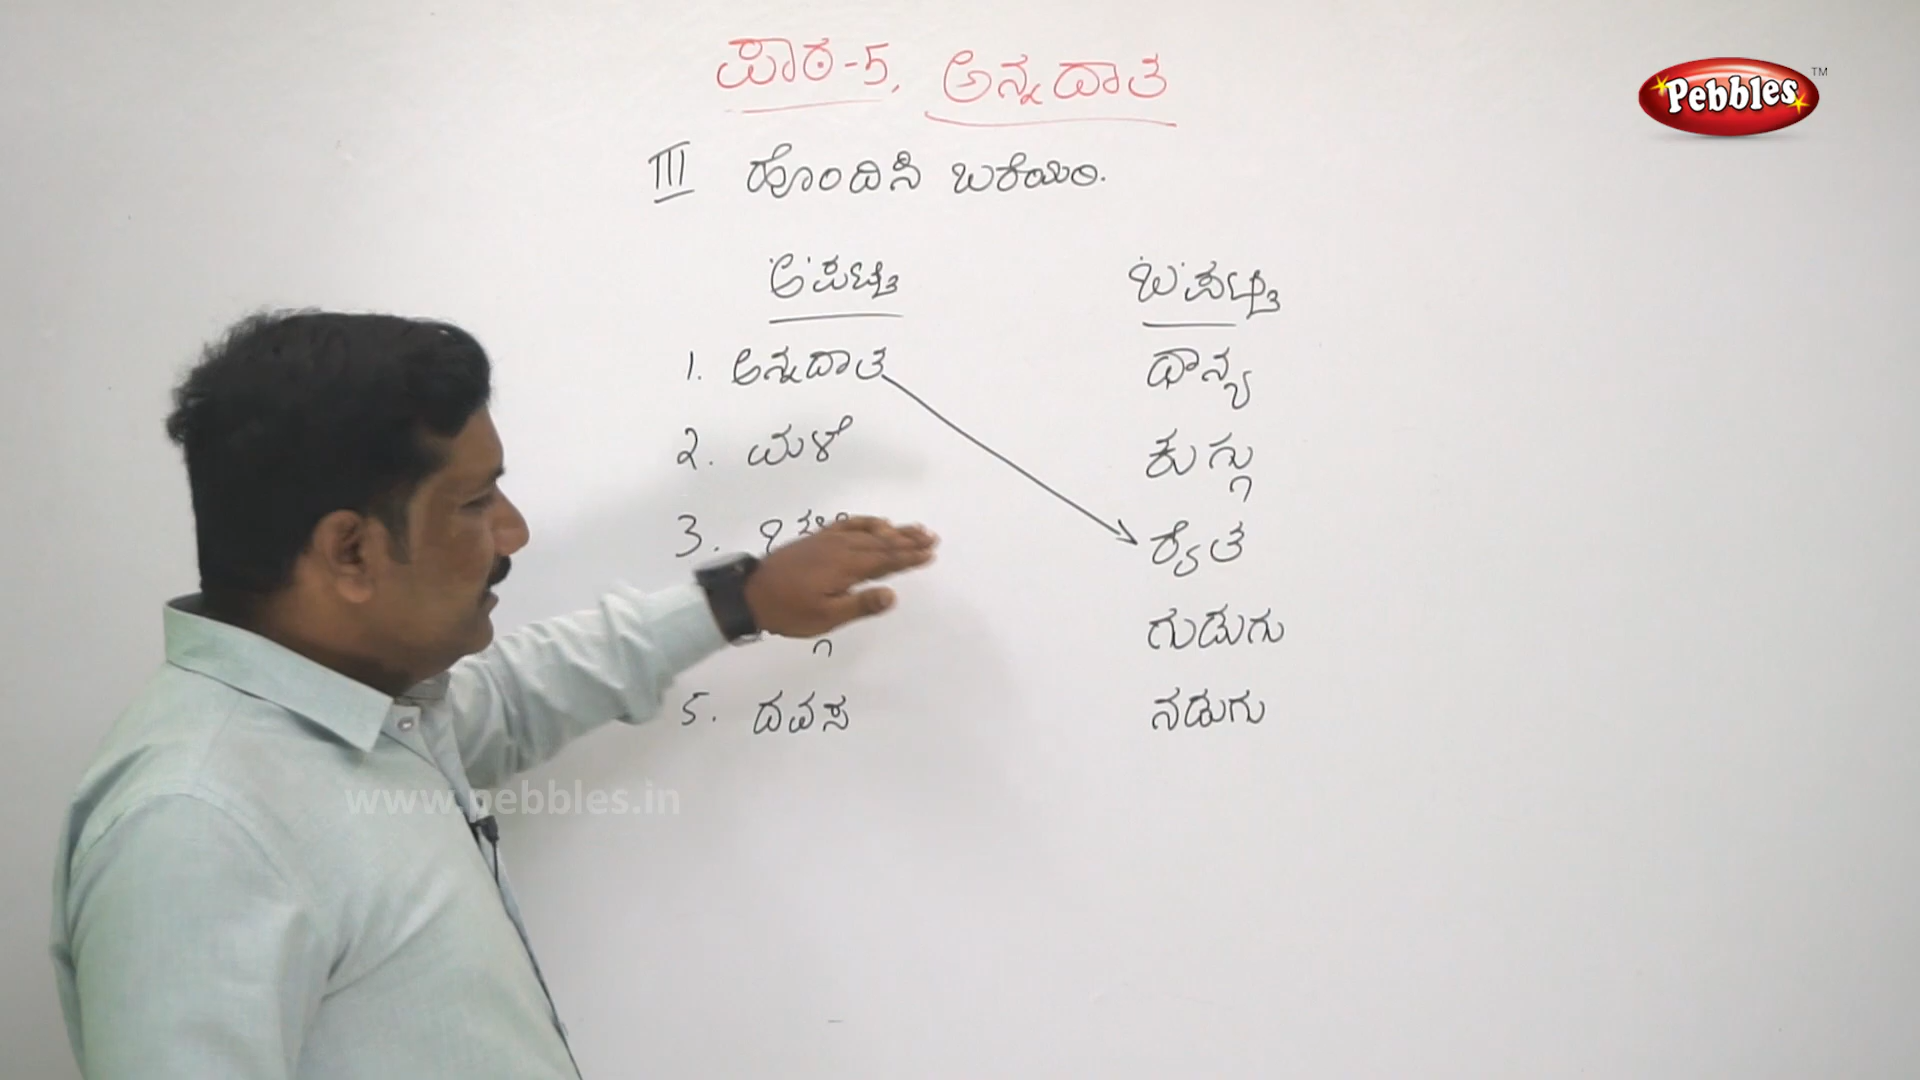 ಪಾಠ-5, ಅನ್ನದಾತ
Pebbles TM
III ಹೊಂದಿಸಿ ಬರೆಯಿರಿ.
'ಅ' ಪಟ್ಟಿ 'ಬ' ಪಟ್ಟಿ
1. ಅನ್ನದಾತ ಧಾನ್ಯ
2. ಮಳೆ ಕುಗ್ಗು
3. ರೈತ
ಗುಡುಗು
5. ದವಸ ನಡುಗು
www.pebbles.in